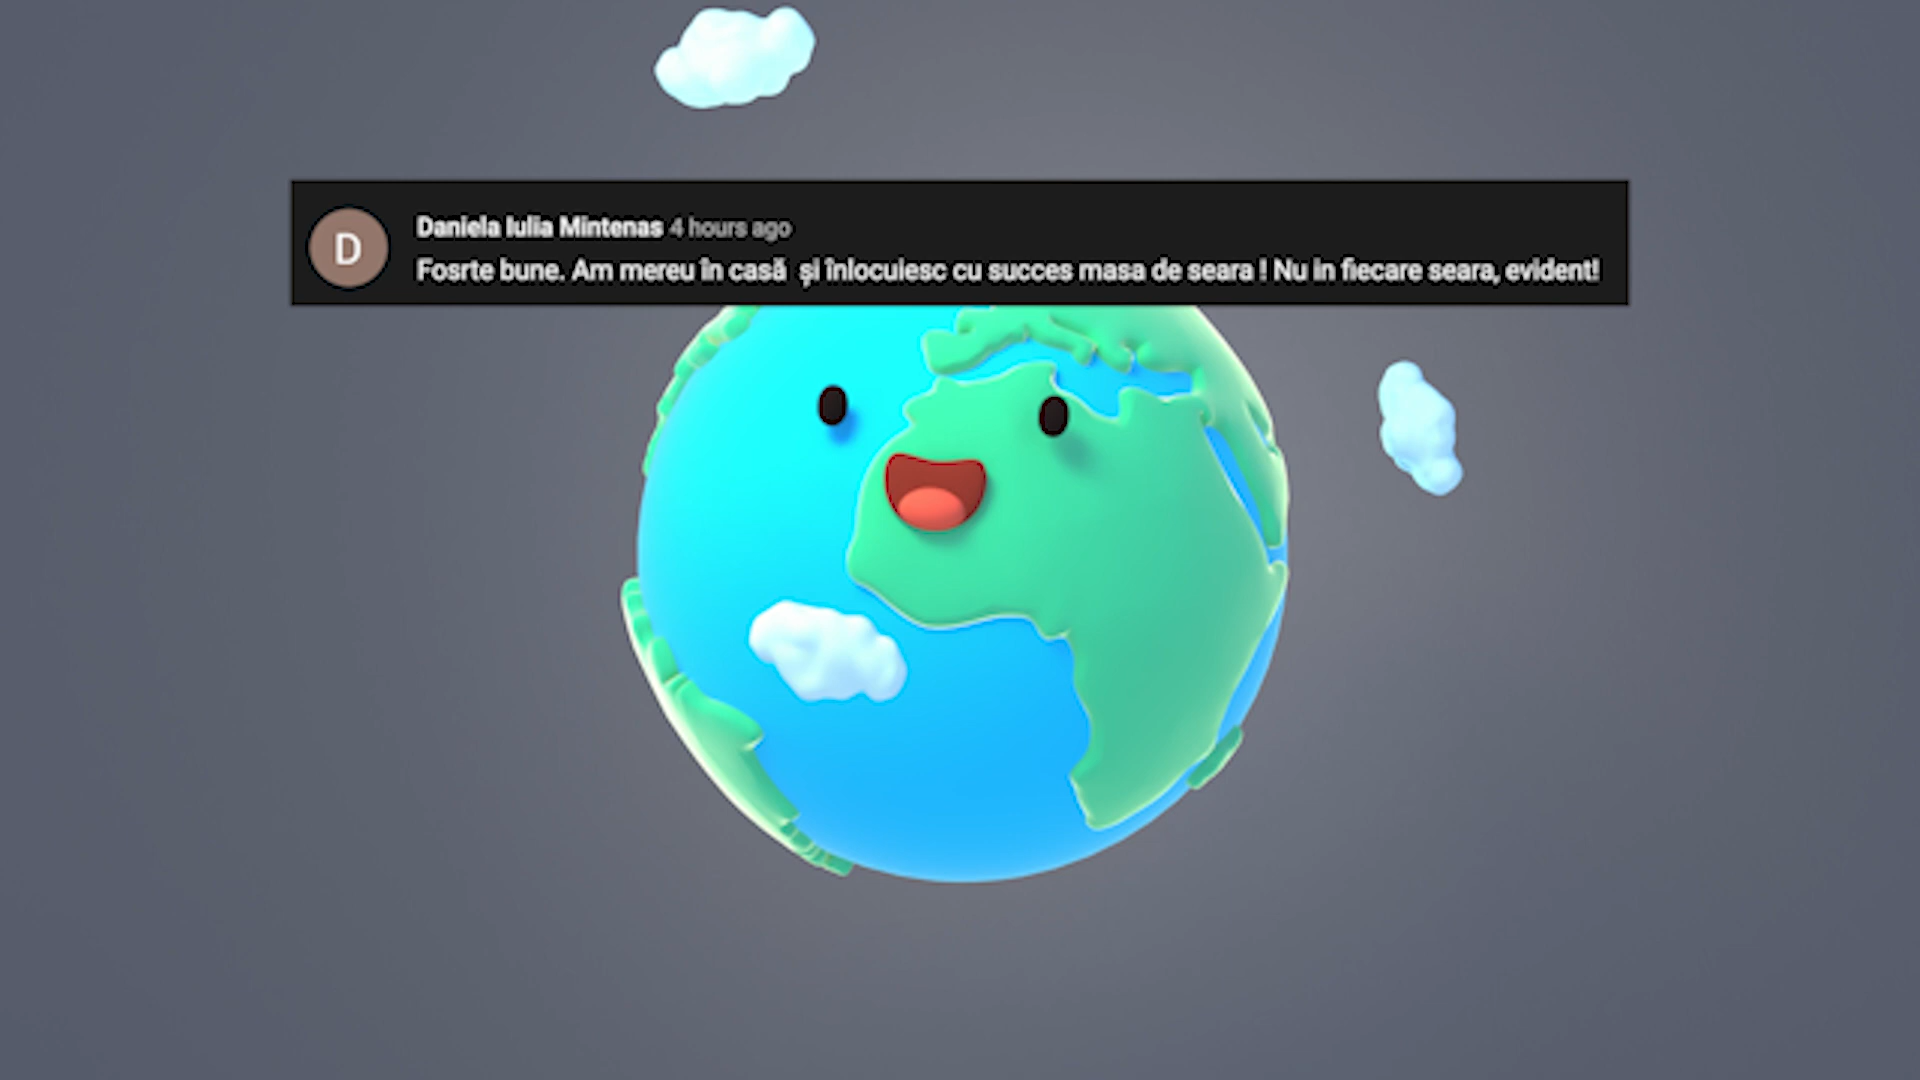 D
Daniela Iulia Mintenas 4 hours ago
Fosrte bune. Am mereu în casă și înlocuiesc cu succes masa de seara ! Nu in fiecare seara, evident!